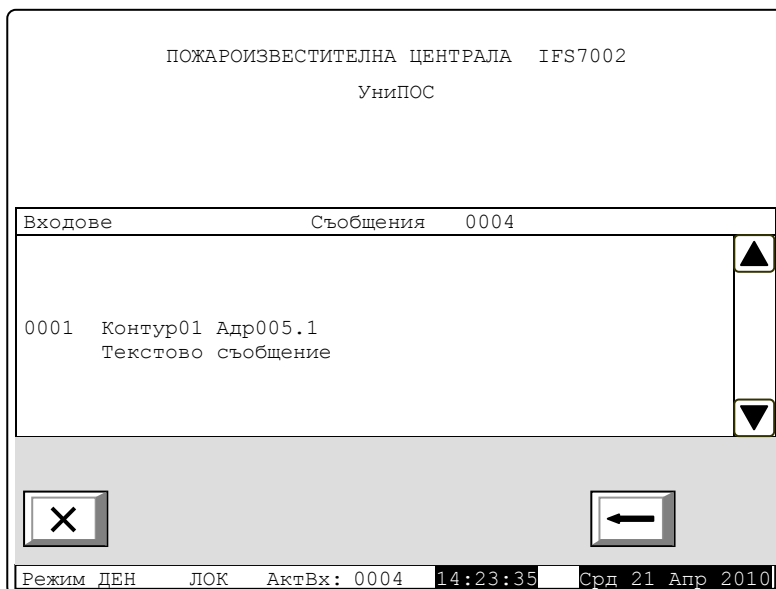 ПОЖАРОИЗВЕСТИТЕЛНА ЦЕНТРАЛА IFS7002
УниПОС
Входове Съобщения 0004
0001 Контур01 Адр005.1
Текстово съобщение
Режим ДЕН ЛОК АктВх: 0004 14:23:35 Срд 21 Апр 2010